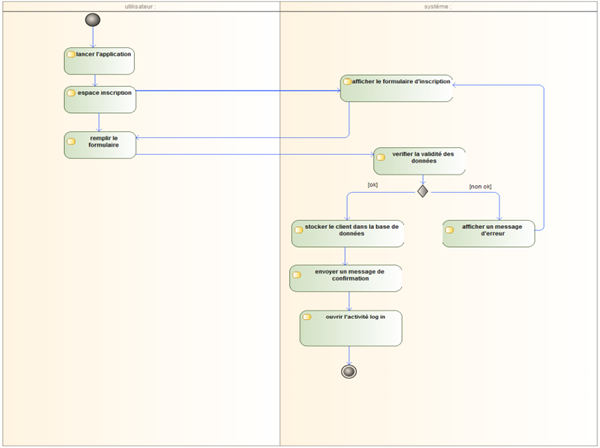 utilisateur :
système :
lancer l'application
espace inscription
afficher le formulaire d'inscription
remplir le
formulaire
verifier la validité des
données
[ok]
[non ok]
stocker le client dans la base de
données
afficher un message
d'erreur
envoyer un message de
confirmation
ouvrir l'activité log in